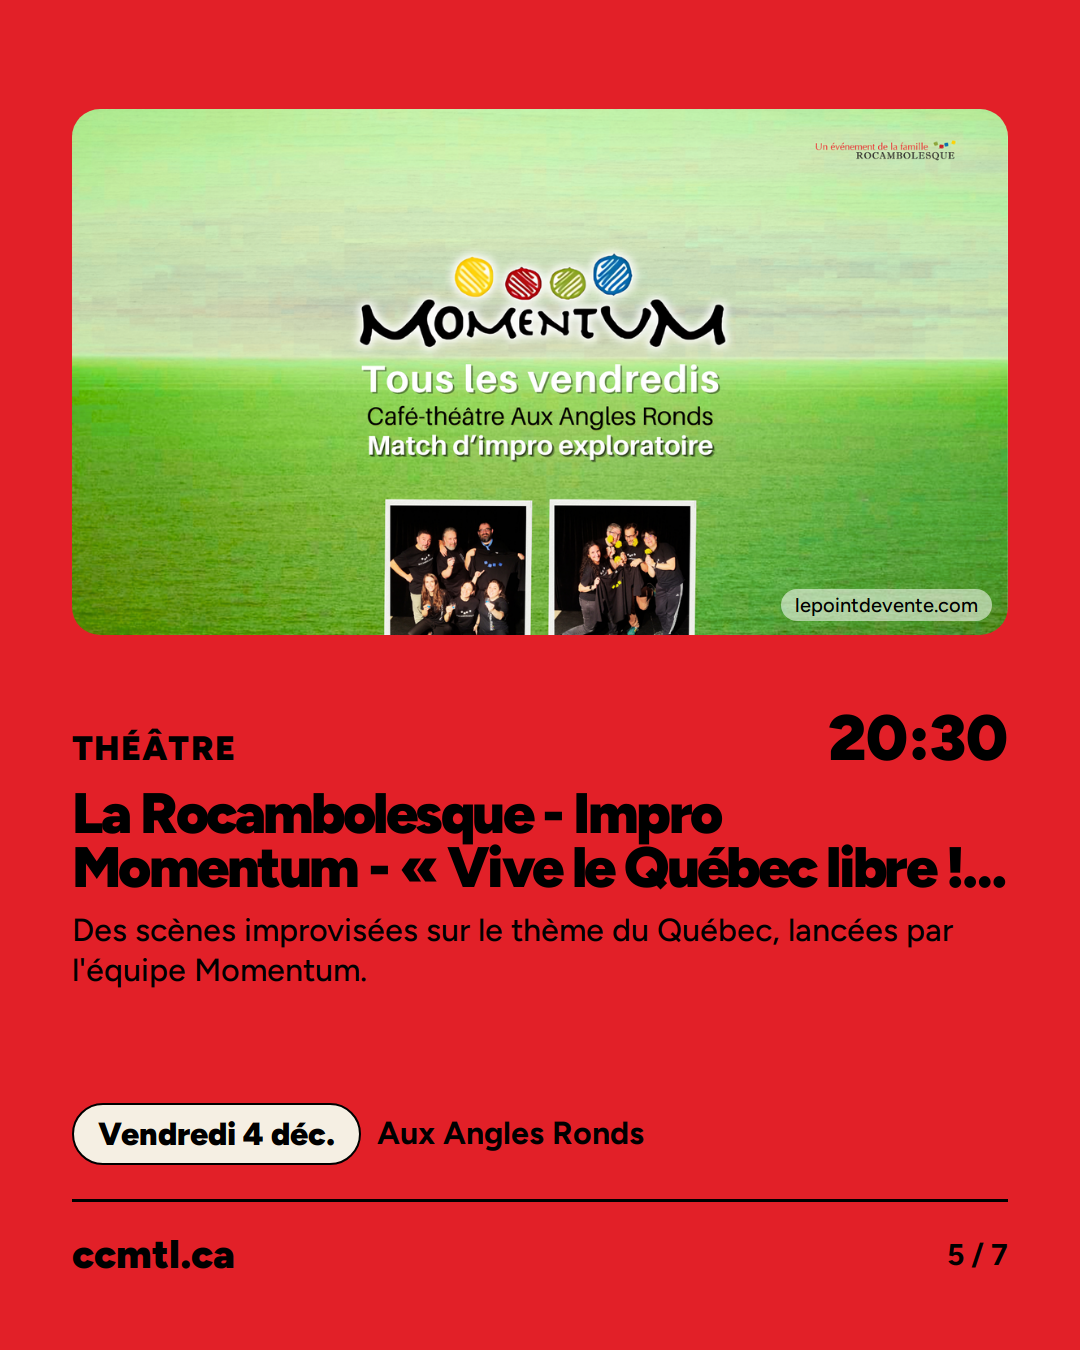 Un événement de la famille
ROCAMBOLESQUE
MOMENTUM
Tous les vendredis
Café-théâtre Aux Angles Ronds
Match d'impro exploratoire
lepointdevente.com
THÉÂTRE
20:30
La Rocambolesque - Impro
Momentum - « Vive le Québec libre !...
Des scènes improvisées sur le thème du Québec, lancées par
l'équipe Momentum.
Vendredi 4 déc.
Aux Angles Ronds
ccmtl.ca
5 / 7